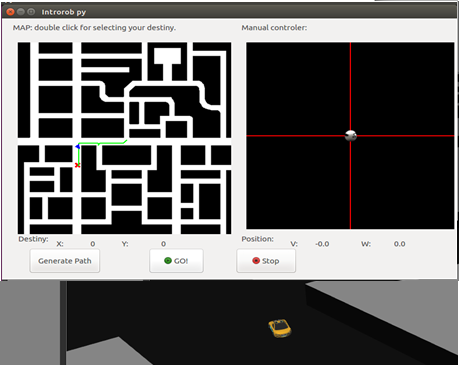 Introrob py
MAP: double click for selecting your destiny.
Manual controler:
Destiny:
X: 0 Y: 0
Position:
V: -0.0 W: 0.0
Generate Path
GO!
Stop